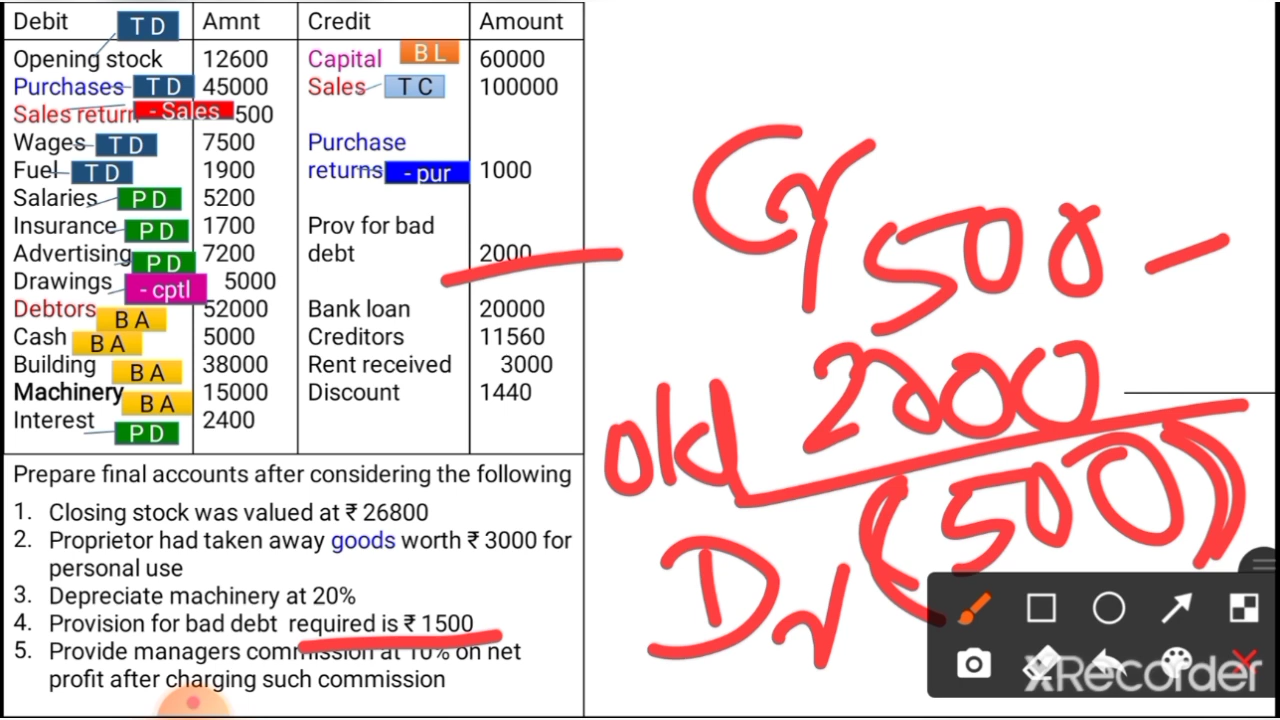 Debit T D Amnt Credit Amount
Opening stock 12600 Capital B L 60000
Purchases T D 45000 Sales T C 100000
Sales return - Sales 500
Wages T D 7500 Purchase
Fuel T D 1900 returns - pur 1000
Salaries P D 5200
Insurance P D 1700 Prov for bad
Advertising P D 7200 debt 2000
Drawings - cptl 5000
Debtors B A 52000 Bank loan 20000
Cash B A 5000 Creditors 11560
Building B A 38000 Rent received 3000
Machinery B A 15000 Discount 1440
Interest P D 2400
Prepare final accounts after considering the following
1. Closing stock was valued at ₹ 26800
2. Proprietor had taken away goods worth ₹ 3000 for
personal use
3. Depreciate machinery at 20%
4. Provision for bad debt required is ₹ 1500
5. Provide managers commission at 10% on net
profit after charging such commission
Cr
500 -
old 2000
Dr (500)
XRecorder